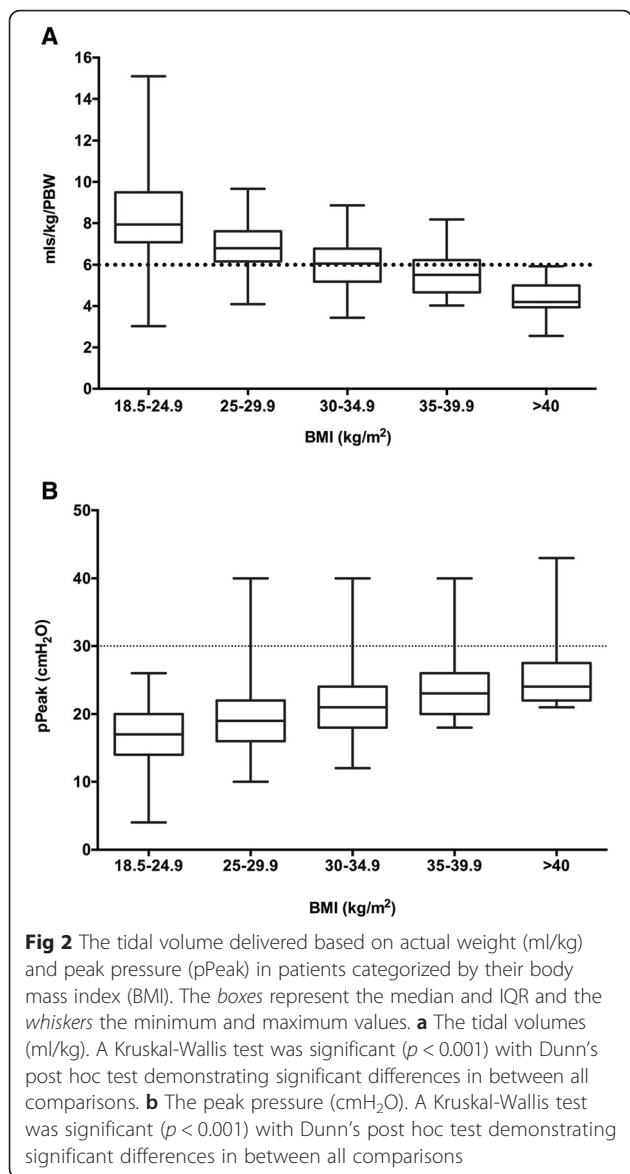 A
16
14
12
10
8
6
4
2
0
mls/kg/PBW
18.5-24.9 25-29.9 30-34.9 35-39.9 >40
BMI (kg/m²)
B
50
40
30
20
10
0
pPeak (cmH₂O)
18.5-24.9 25-29.9 30-34.9 35-39.9 >40
BMI (kg/m²)
Fig 2 The tidal volume delivered based on actual weight (ml/kg)
and peak pressure (pPeak) in patients categorized by their body
mass index (BMI). The boxes represent the median and IQR and the
whiskers the minimum and maximum values. a The tidal volumes
(ml/kg). A Kruskal-Wallis test was significant (p < 0.001) with Dunn's
post hoc test demonstrating significant differences in between all
comparisons. b The peak pressure (cmH₂O). A Kruskal-Wallis test
was significant (p < 0.001) with Dunn's post hoc test demonstrating
significant differences in between all comparisons